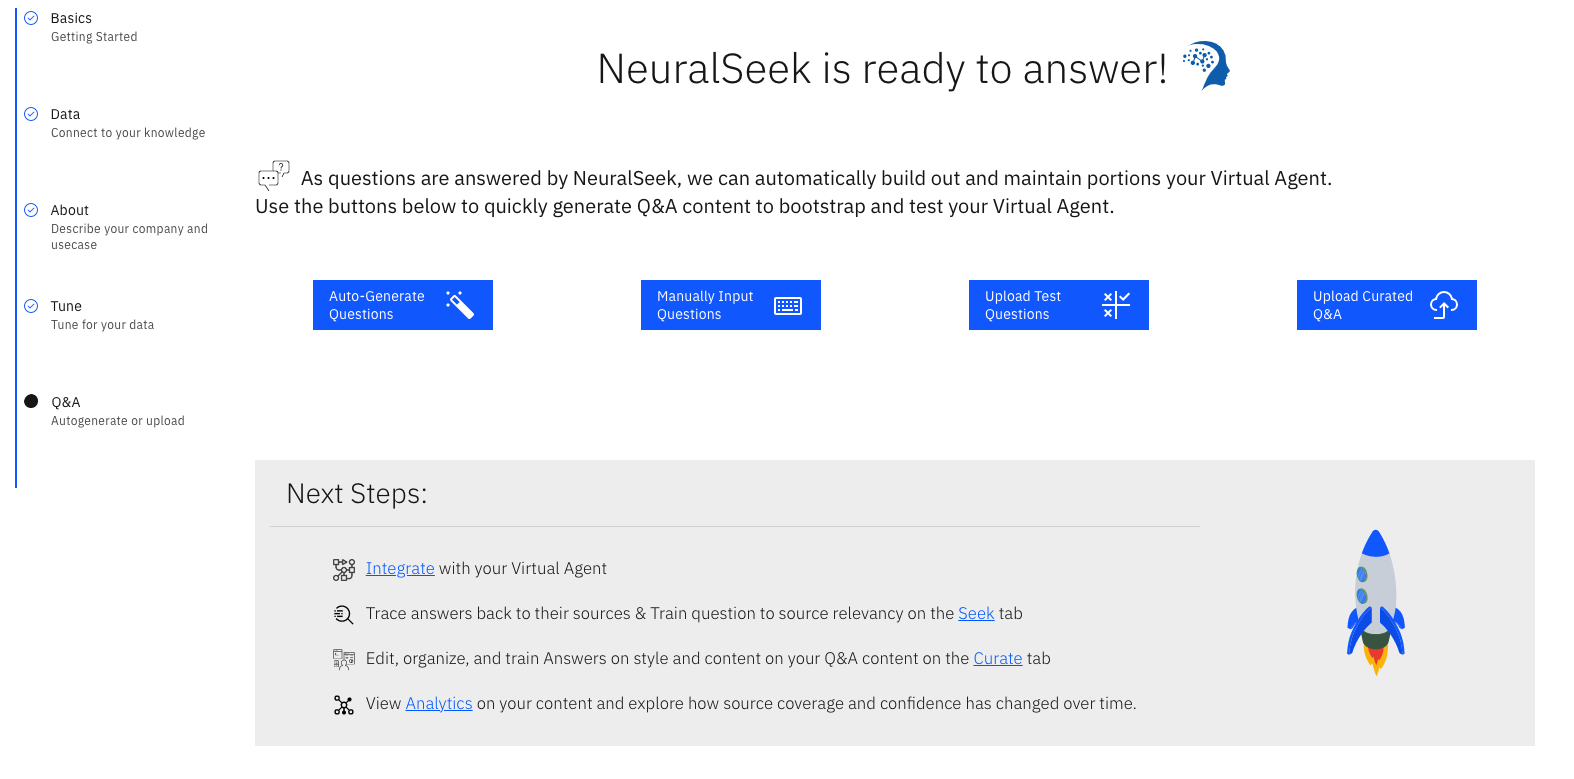 Basics
Getting Started
Data
Connect to your knowledge
About
Describe your company and
usecase
Tune
Tune for your data
Q&A
Autogenerate or upload
NeuralSeek is ready to answer!
As questions are answered by NeuralSeek, we can automatically build out and maintain portions your Virtual Agent.
Use the buttons below to quickly generate Q&A content to bootstrap and test your Virtual Agent.
Auto-Generate
Questions
Manually Input
Questions
Upload Test
Questions
Upload Curated
Q&A
Next Steps:
Integrate with your Virtual Agent
Trace answers back to their sources & Train question to source relevancy on the Seek tab
Edit, organize, and train Answers on style and content on your Q&A content on the Curate tab
View Analytics on your content and explore how source coverage and confidence has changed over time.